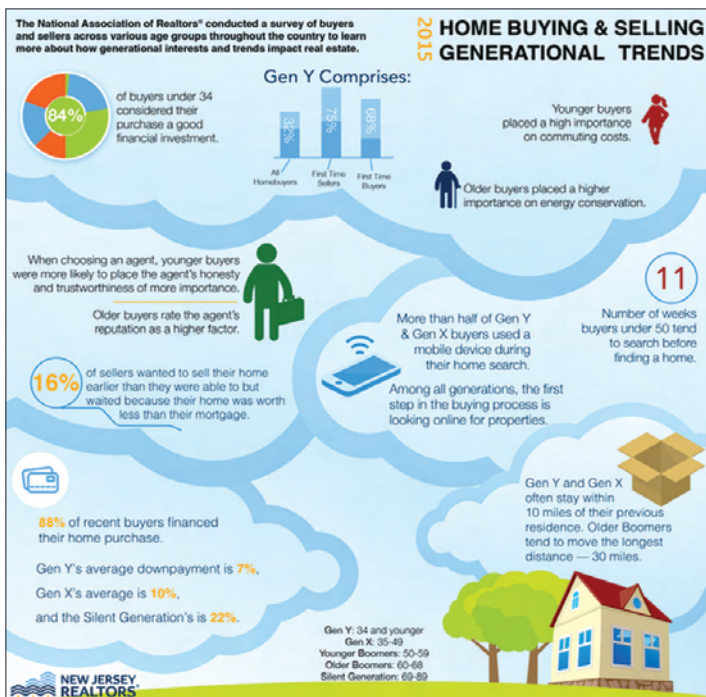 The National Association of Realtors® conducted a survey of buyers
and sellers across various age groups throughout the country to learn
more about how generational interests and trends impact real estate.
2015
HOME BUYING & SELLING
GENERATIONAL TRENDS
84%
of buyers under 34
considered their
purchase a good
financial investment.
Gen Y Comprises:
32%
75%
68%
All
Homebuyers
First Time
Sellers
First Time
Buyers
Younger buyers
placed a high importance
on commuting costs.
Older buyers placed a higher
importance on energy conservation.
When choosing an agent, younger buyers
were more likely to place the agent's honesty
and trustworthiness of more importance.
Older buyers rate the agent's
reputation as a higher factor.
11
Number of weeks
buyers under 50 tend
to search before
finding a home.
More than half of Gen Y
& Gen X buyers used a
mobile device during
their home search.
Among all generations, the first
step in the buying process is
looking online for properties.
16%
of sellers wanted to sell their home
earlier than they were able to but
waited because their home was worth
less than their mortgage.
Gen Y and Gen X
often stay within
10 miles of their previous
residence. Older Boomers
tend to move the longest
distance — 30 miles.
88% of recent buyers financed
their home purchase.
Gen Y's average downpayment is 7%,
Gen X's average is 10%,
and the Silent Generation's is 22%.
Gen Y: 34 and younger
Gen X: 35-49
Younger Boomers: 50-59
Older Boomers: 60-68
Silent Generation: 69-89
NEW JERSEY
REALTORS®